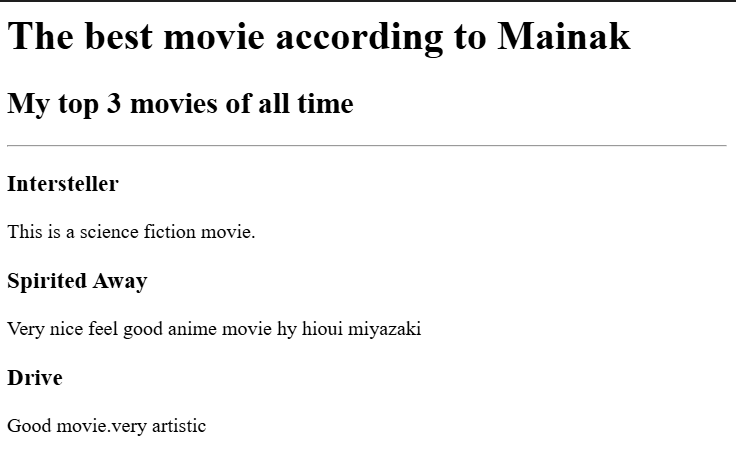 The best movie according to Mainak
My top 3 movies of all time
Intersteller
This is a science fiction movie.
Spirited Away
Very nice feel good anime movie hy hioui miyazaki
Drive
Good movie.very artistic